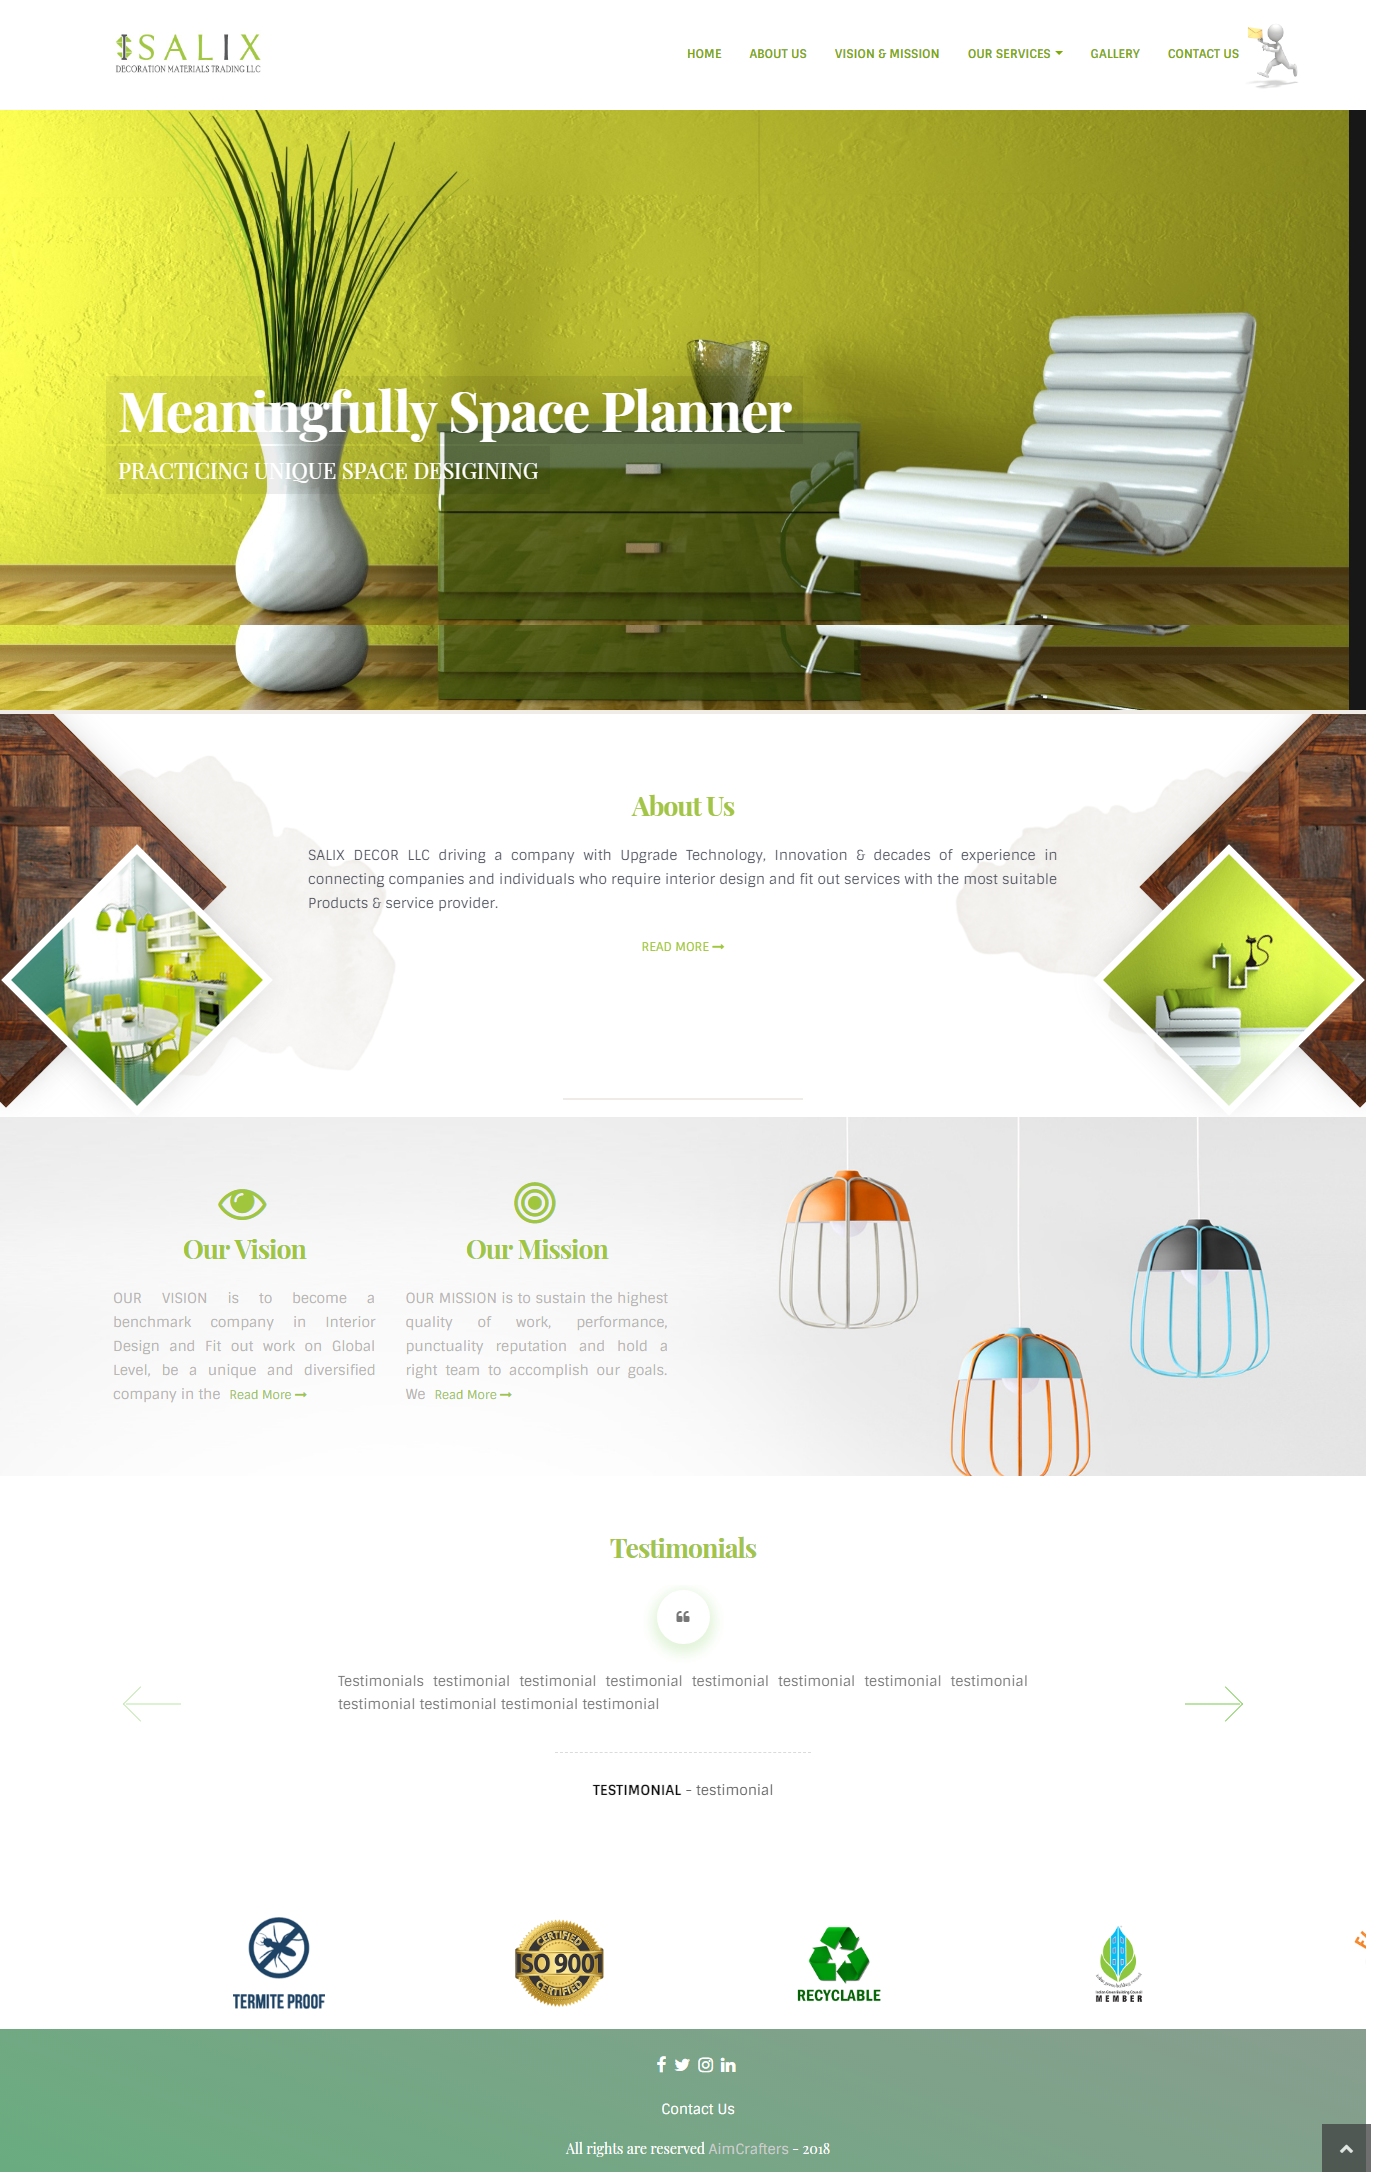 SALIX
DECORATION MATERIALS TRADING LLC
HOME ABOUT US VISION & MISSION OUR SERVICES GALLERY CONTACT US
Meaningfully Space Planner
PRACTICING UNIQUE SPACE DESIGINING
About Us
SALIX DECOR LLC driving a company with Upgrade Technology, Innovation & decades of experience in
connecting companies and individuals who require interior design and fit out services with the most suitable
Products & service provider.
READ MORE
Our Vision
OUR VISION is to become a
benchmark company in Interior
Design and Fit out work on Global
Level, be a unique and diversified
company in the Read More
Our Mission
OUR MISSION is to sustain the highest
quality of work, performance,
punctuality reputation and hold a
right team to accomplish our goals.
We Read More
Testimonials
Testimonials testimonial testimonial testimonial testimonial testimonial testimonial testimonial
testimonial testimonial testimonial testimonial
TESTIMONIAL - testimonial
TERMITE PROOF
CERTIFIED
ISO 9001
CERTIFIED
RECYCLABLE
MEMBER
Contact Us
All rights are reserved AimCrafters - 2018